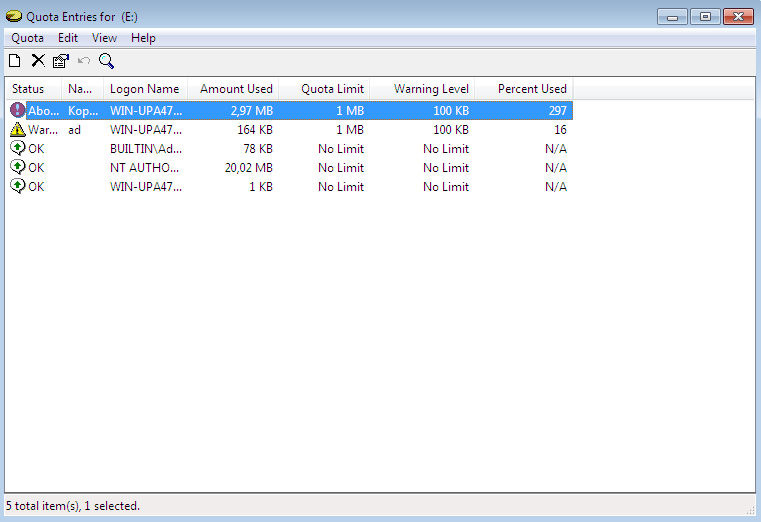 Quota Entries for (E:)
Quota Edit View Help
Status Na... Logon Name Amount Used Quota Limit Warning Level Percent Used
Abo... Kop... WIN-UPA47... 2,97 MB 1 MB 100 KB 297
War... ad WIN-UPA47... 164 KB 1 MB 100 KB 16
OK BUILTIN\Ad... 78 KB No Limit No Limit N/A
OK NT AUTHO... 20,02 MB No Limit No Limit N/A
OK WIN-UPA47... 1 KB No Limit No Limit N/A
5 total item(s), 1 selected.